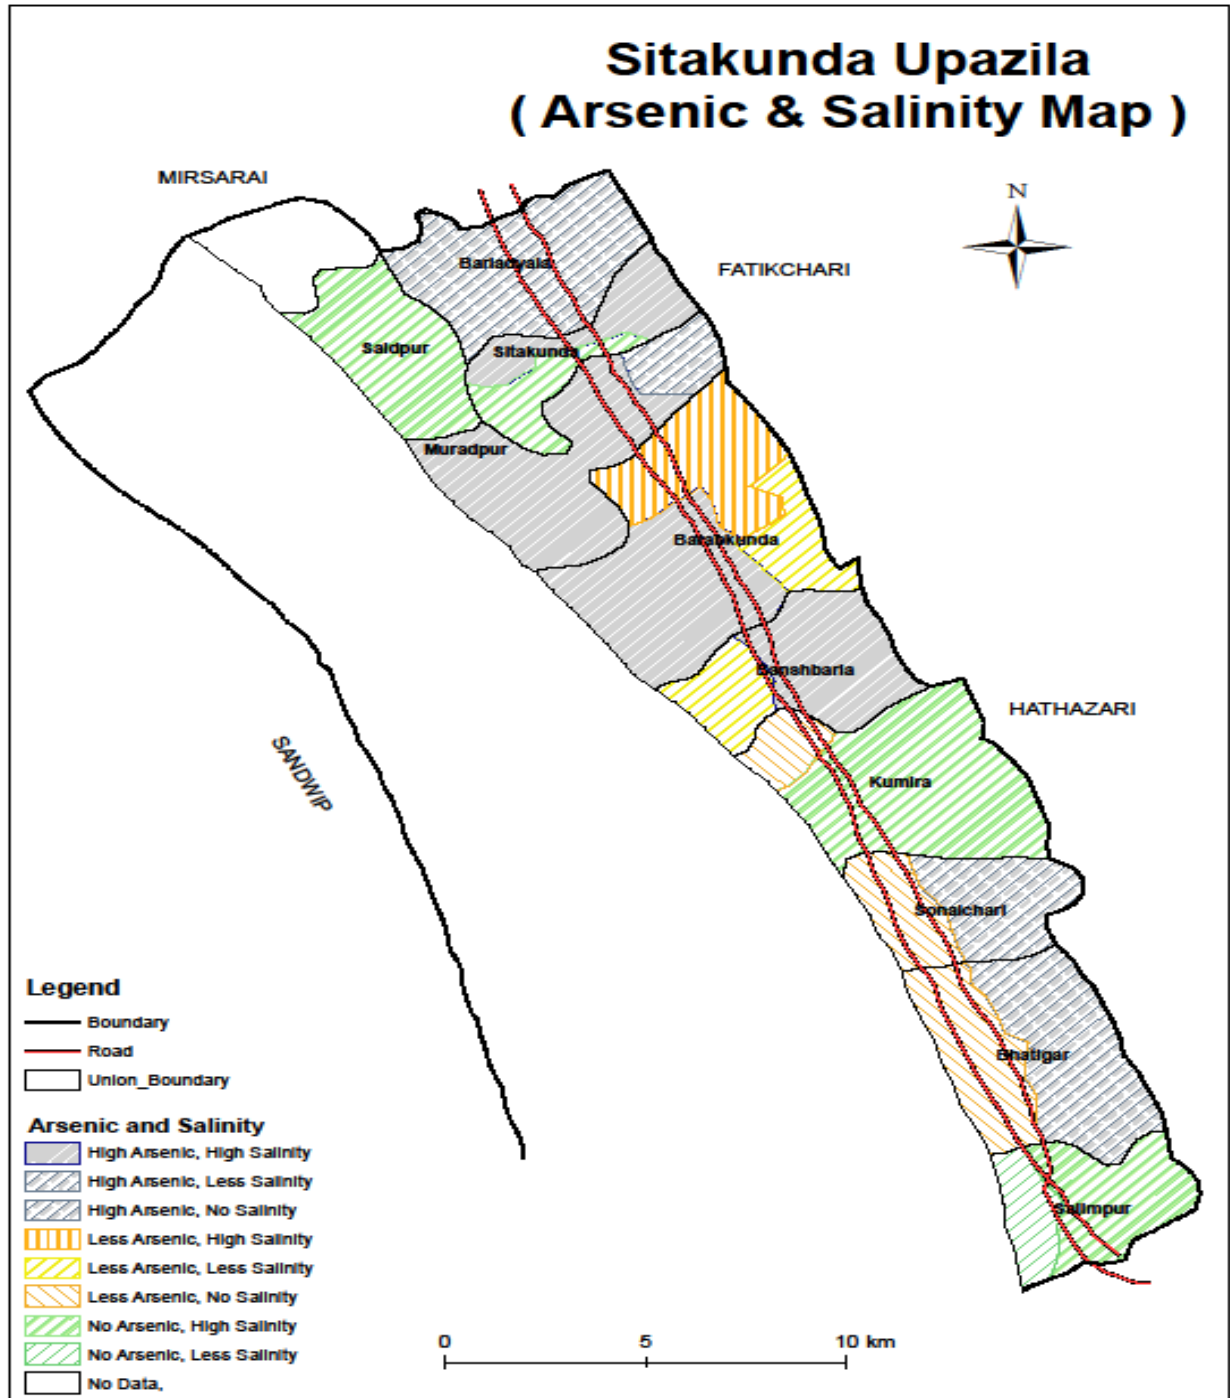 Sitakunda Upazila
( Arsenic & Salinity Map )
MIRSARAI
N
FATIKCHARI
Bariadyala
Saidpur
Sitakunda
Muradpur
Barabkunda
Banshbaria
HATHAZARI
SANDWIP
Kumira
Sonaichari
Bhatigar
Salimpur
Legend
Boundary
Road
Union_Boundary
Arsenic and Salinity
High Arsenic, High Salinity
High Arsenic, Less Salinity
High Arsenic, No Salinity
Less Arsenic, High Salinity
Less Arsenic, Less Salinity
Less Arsenic, No Salinity
No Arsenic, High Salinity
No Arsenic, Less Salinity
No Data,
0 5 10 km